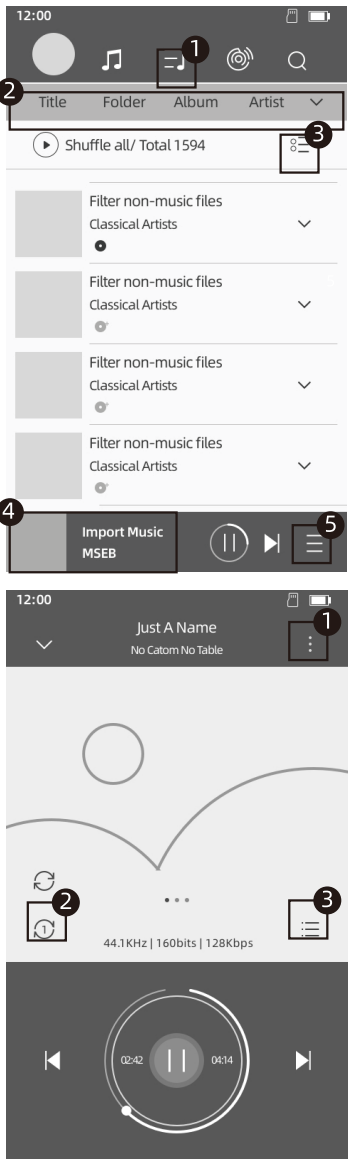 12:00
1
2
Title Folder Album Artist
3
Shuffle all/ Total 1594
Filter non-music files
Classical Artists
Filter non-music files
Classical Artists
Filter non-music files
Classical Artists
Filter non-music files
Classical Artists
4
5
Import Music
MSEB
12:00
1
Just A Name
No Catom No Table
2
3
1
44.1KHz | 160bits | 128Kbps
02:42 04:14